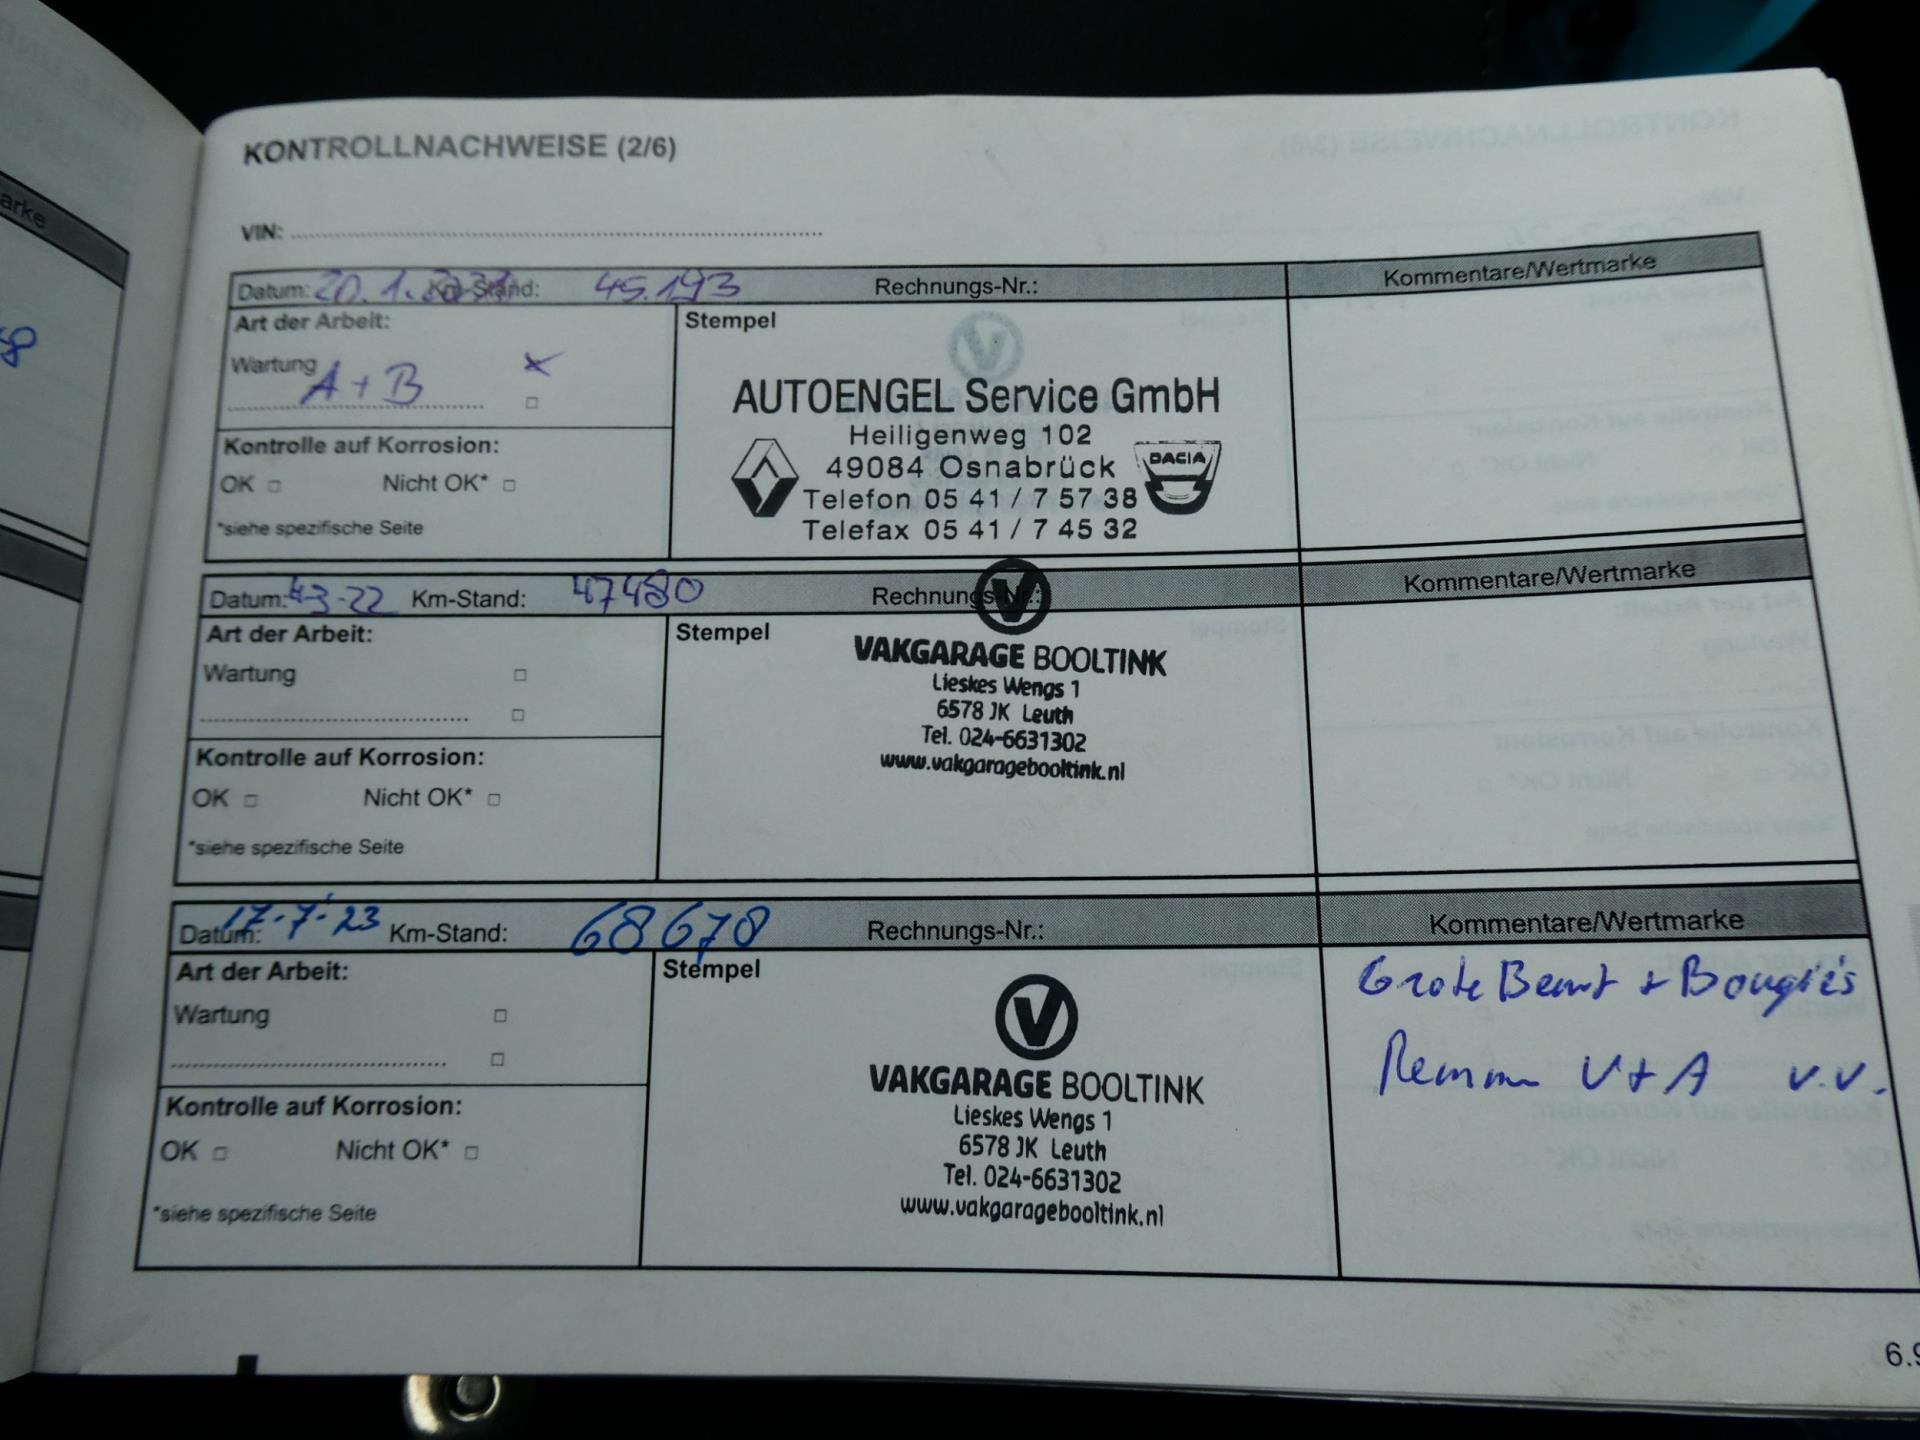 KONTROLLNACHWEISE (2/6)
VIN:
Datum: 20.1. Km-Stand: 45.193 Rechnungs-Nr.: Kommentare/Wertmarke
Art der Arbeit:
Stempel
Wartung
A+B
AUTOENGEL Service GmbH
Heiligenweg 102
49084 Osnabrück
Telefon 05 41 / 7 57 38
Telefax 05 41 / 7 45 32
DACIA
Kontrolle auf Korrosion:
OK Nicht OK*
*siehe spezifische Seite
Datum: 4-3-22 Km-Stand: 47480 Rechnungs-Nr.: Kommentare/Wertmarke
Art der Arbeit:
Stempel
Wartung
V
VAKGARAGE BOOLTINK
Lieskes Wengs 1
6578 JK Leuth
Tel. 024-6631302
www.vakgaragebooltink.nl
Kontrolle auf Korrosion:
OK Nicht OK*
*siehe spezifische Seite
Datum: 17-7-23 Km-Stand: 68678 Rechnungs-Nr.: Kommentare/Wertmarke
Art der Arbeit:
Stempel
Wartung
V
VAKGARAGE BOOLTINK
Lieskes Wengs 1
6578 JK Leuth
Tel. 024-6631302
www.vakgaragebooltink.nl
Grote Beurt + Bougies
Remmen V+A v.v.
Kontrolle auf Korrosion:
OK Nicht OK*
*siehe spezifische Seite
6.9
arke